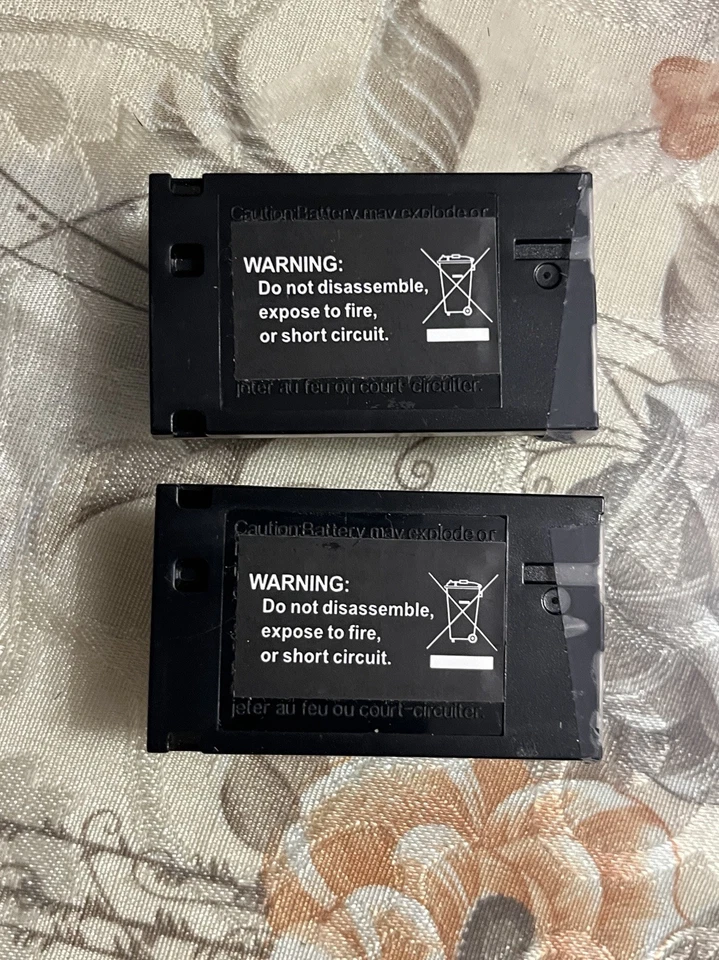 Caution:Battery may explode or
WARNING:
Do not disassemble,
expose to fire,
or short circuit.
jeter au feu ou court-circuiter.
Caution:Battery may explode or
WARNING:
Do not disassemble,
expose to fire,
or short circuit.
jeter au feu ou court-circuiter.